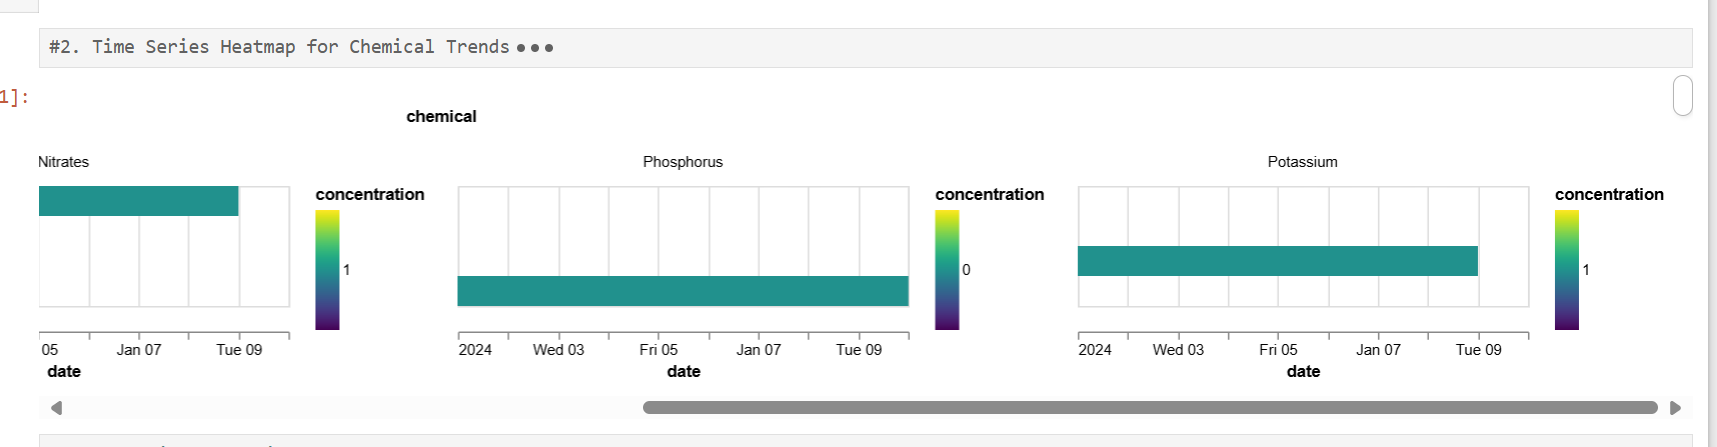 #2. Time Series Heatmap for Chemical Trends •••
1]:
chemical
Nitrates
Phosphorus
Potassium
concentration
1
concentration
0
concentration
1
05 Jan 07 Tue 09
date
2024 Wed 03 Fri 05 Jan 07 Tue 09
date
2024 Wed 03 Fri 05 Jan 07 Tue 09
date